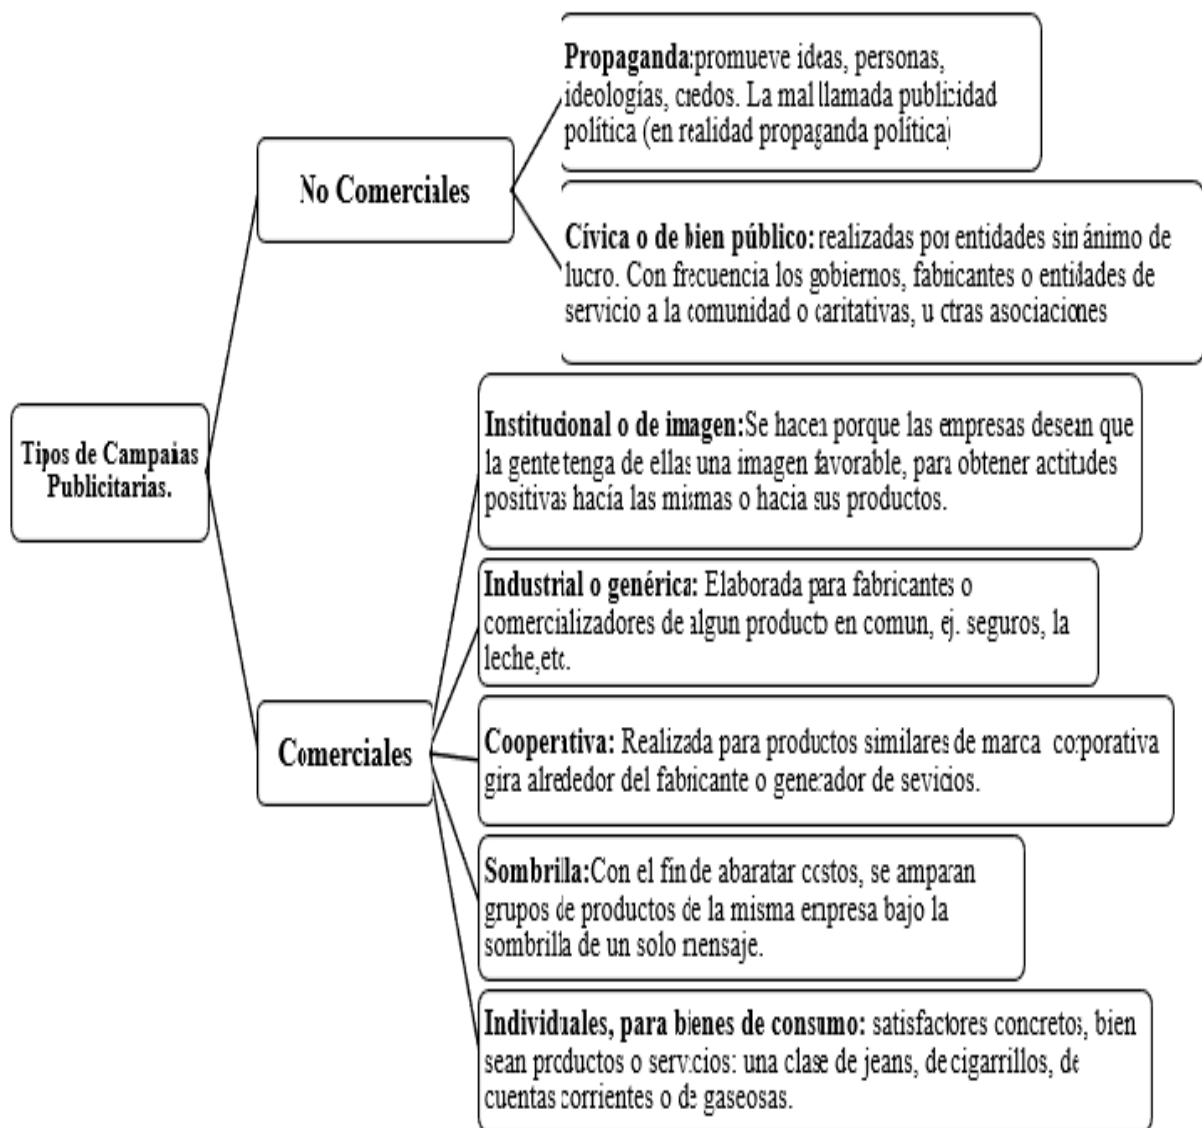 Propaganda:promueve ideas, personas,
ideologías, credos. La mal llamada publicidad
política (en realidad propaganda política)
No Comerciales
Cívica o de bien público: realizadas por entidades sin ánimo de
lucro. Con frecuencia los gobiernos, fabricantes o entidades de
servicio a la comunidad o caritativas, u otras asociaciones
Tipos de Campañas
Publicitarias.
Institucional o de imagen:Se hacen porque las empresas desean que
la gente tenga de ellas una imagen favorable, para obtener actitudes
positivas hacía las mismas o hacia sus productos.
Industrial o genérica: Elaborada para fabricantes o
comercializadores de algun producto en comun, ej. seguros, la
leche,etc.
Comerciales
Cooperativa: Realizada para productos similares de marca corporativa
gira alrededor del fabricante o generador de sevicios.
Sombrilla:Con el fin de abaratar costos, se amparan
grupos de productos de la misma empresa bajo la
sombrilla de un solo mensaje.
Individuales, para bienes de consumo: satisfactores concretos, bien
sean productos o servicios: una clase de jeans, de cigarrillos, de
cuentas corrientes o de gaseosas.